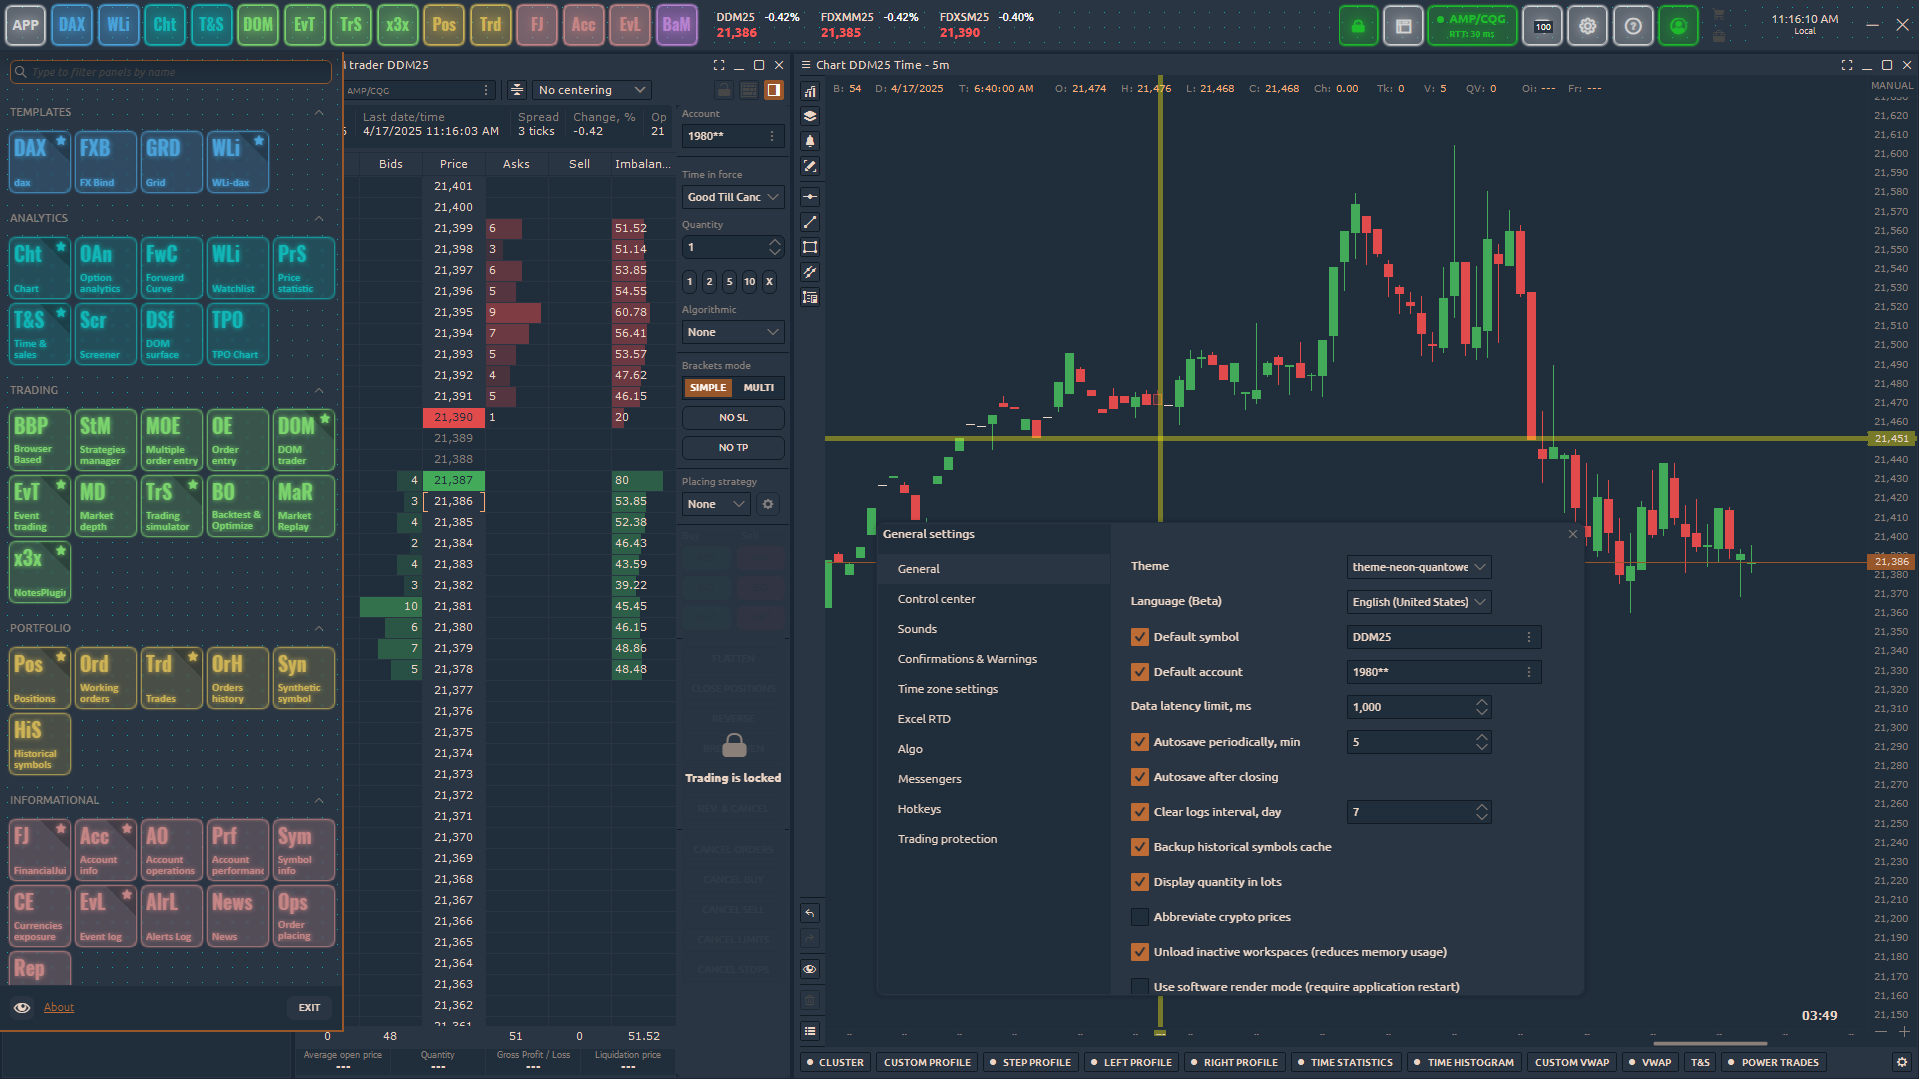 APP DAX WLi Cht T&S DOM EvT TrS x3x Pos Trd FJ Acc EvL BaM
DDM25 -0.42%
21,386
FDXMM25 -0.42%
21,385
FDXSM25 -0.40%
21,390
AMP/CQG
RTT: 30 ms
100
11:16:10 AM
Local
Type to filter panels by name
TEMPLATES
DAX
dax
FXB
FX Bind
GRD
Grid
WLi
WLi-dax
ANALYTICS
Cht
Chart
OAn
Option
analytics
FwC
Forward
Curve
WLi
Watchlist
PrS
Price
statistic
T&S
Time &
sales
Scr
Screener
DSf
DOM
surface
TPO
TPO Chart
TRADING
BBP
Browser
Based
StM
Strategies
manager
MOE
Multiple
order entry
OE
Order
entry
DOM
DOM
trader
EvT
Event
trading
MD
Market
depth
TrS
Trading
simulator
BO
Backtest &
Optimize
MaR
Market
Replay
x3x
NotesPlugin
PORTFOLIO
Pos
Positions
Ord
Working
orders
Trd
Trades
OrH
Orders
history
Syn
Synthetic
symbol
HiS
Historical
symbols
INFORMATIONAL
FJ
FinancialJui
Acc
Account
info
AO
Account
operations
Prf
Account
performanc
Sym
Symbol
info
CE
Currencies
exposure
EvL
Event log
AlrL
Alerts Log
News
News
Ops
Order
placing
Rep
About
EXIT
trader DDM25
AMP/CQG
No centering
Last date/time
4/17/2025 11:16:03 AM
Spread
3 ticks
Change, %
-0.42
Op
21
Bids Price Asks Sell Imbalan...
21,401
21,400
21,399 6 51.52
21,398 3 51.14
21,397 6 53.85
21,396 5 54.55
21,395 9 60.78
21,394 7 56.41
21,393 5 53.57
21,392 4 47.62
21,391 5 46.15
21,390 1 20
21,389
21,388
4 21,387 80
3 21,386 53.85
4 21,385 52.38
2 21,384 46.43
4 21,383 43.59
3 21,382 39.22
10 21,381 45.45
6 21,380 46.15
7 21,379 48.86
5 21,378 48.48
21,377
21,376
21,375
21,374
21,373
21,372
21,371
21,370
21,369
21,368
21,367
21,366
21,365
21,364
21,363
21,362
21,361
0 48 51 0 51.52
Average open price
---
Quantity
---
Gross Profit / Loss
---
Liquidation price
---
Account
1980**
Time in force
Good Till Canc
Quantity
1
1 2 5 10 X
Algorithmic
None
Brackets mode
SIMPLE MULTI
NO SL
NO TP
Placing strategy
None
Buy Sell
FLATTEN
CLOSE POSITIONS
REVERSE
Trading is locked
REV. & CANCEL
CANCEL ORDERS
CANCEL BUY
CANCEL SELL
CANCEL LIMITS
CANCEL STOPS
Chart DDM25 Time - 5m
B: 54 D: 4/17/2025 T: 6:40:00 AM O: 21,474 H: 21,476 L: 21,468 C: 21,468 Ch: 0.00 Tk: 0 V: 5 QV: 0 Oi: --- Fr: ---
MANUAL
21,620
21,610
21,600
21,590
21,580
21,570
21,560
21,550
21,540
21,530
21,520
21,510
21,500
21,490
21,480
21,470
21,460
21,451
21,440
21,430
21,420
21,410
21,400
21,386
21,380
21,370
21,360
21,350
21,340
21,330
21,320
21,310
21,300
21,290
21,280
21,270
21,260
21,250
21,240
21,230
21,220
21,210
21,200
21,190
21,180
21,170
21,160
21,150
General settings
General
Control center
Sounds
Confirmations & Warnings
Time zone settings
Excel RTD
Algo
Messengers
Hotkeys
Trading protection
Theme theme-neon-quantowe
Language (Beta) English (United States)
Default symbol DDM25
Default account 1980**
Data latency limit, ms 1,000
Autosave periodically, min 5
Autosave after closing
Clear logs interval, day 7
Backup historical symbols cache
Display quantity in lots
Abbreviate crypto prices
Unload inactive workspaces (reduces memory usage)
Use software render mode (require application restart)
03:49
CLUSTER CUSTOM PROFILE STEP PROFILE LEFT PROFILE RIGHT PROFILE TIME STATISTICS TIME HISTOGRAM CUSTOM VWAP VWAP T&S POWER TRADES